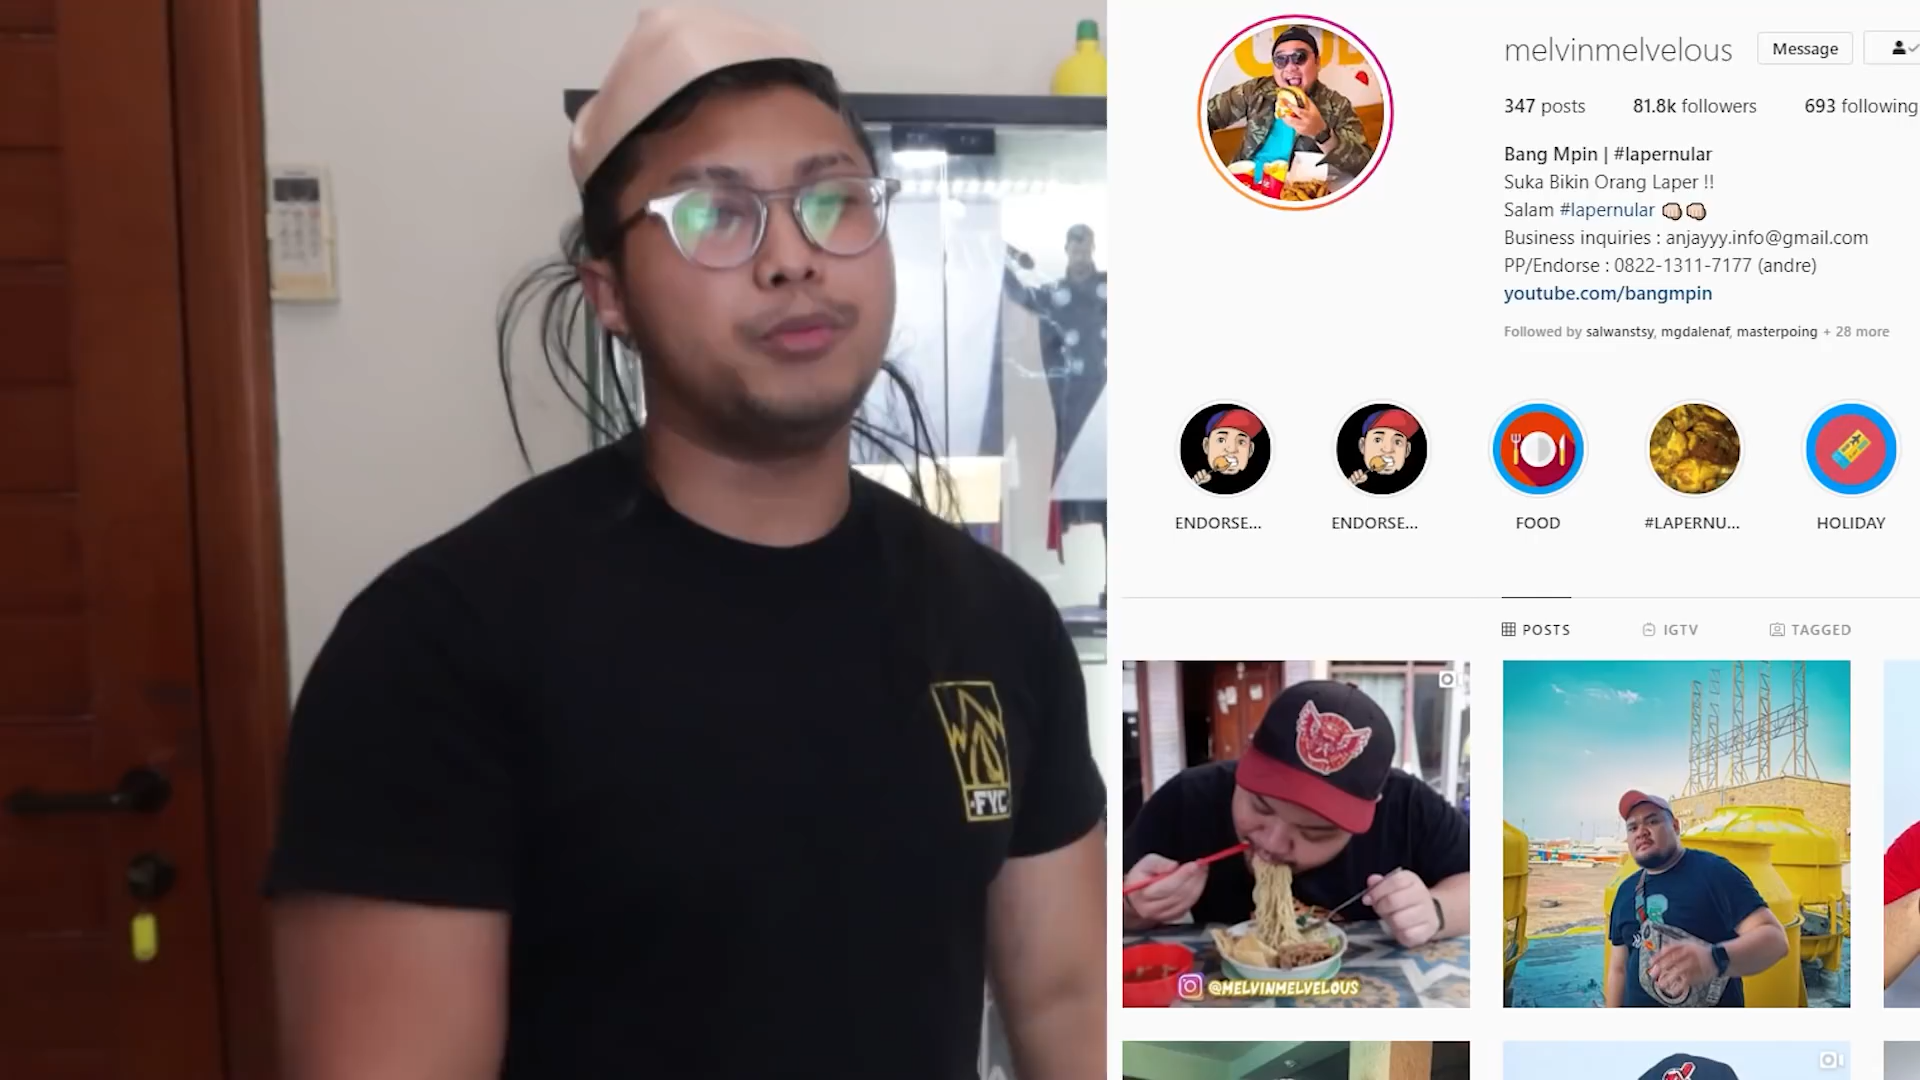 FYC
melvinmelvelous
Message
347 posts
81.8k followers
693 following
Bang Mpin | #lapernular
Suka Bikin Orang Laper !!
Salam #lapernular 👊🏻👊🏻
Business inquiries : anjayyy.info@gmail.com
PP/Endorse : 0822-1311-7177 (andre)
youtube.com/bangmpin
Followed by salwanstsy, mgdalenaf, masterpoing + 28 more
ENDORSE...
ENDORSE...
FOOD
#LAPERNU...
HOLIDAY
POSTS
IGTV
TAGGED
@MELVINMELVELOUS